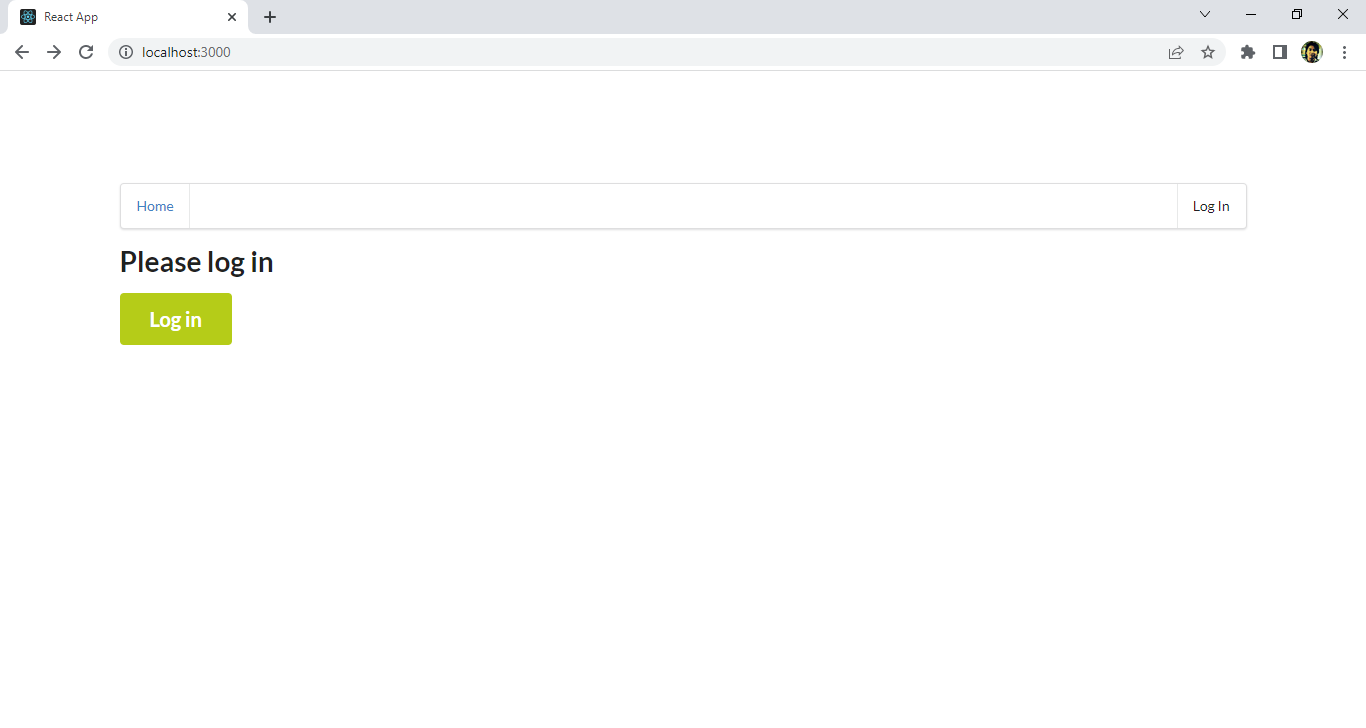 React App
localhost:3000
Home
Log In
Please log in
Log in